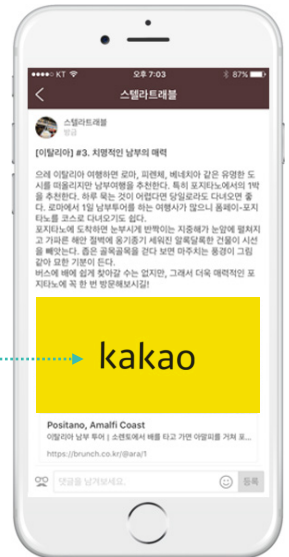 KT 오후 7:03 87%
스텔라트래블
스텔라트래블
방금
[이탈리아] #3. 치명적인 남부의 매력
으레 이탈리아 여행하면 로마, 피렌체, 베네치아 같은 유명한 도
시를 떠올리지만 남부여행을 추천한다. 특히 포지타노에서의 1박
을 추천한다. 하루 묵는 것이 어렵다면 당일로라도 다녀오면 좋
다. 로마에서 1일 남부투어를 하는 여행사가 많으니 폼페이-포지
타노를 코스로 다녀오기도 쉽다.
포지타노에 도착하면 눈부시게 반짝이는 지중해가 눈앞에 펼쳐지
고 가파른 해안 절벽에 옹기종기 세워진 알록달록한 건물이 시선
을 빼앗는다. 좁은 골목골목을 걷다 보면 마주치는 풍경이 그림
같아 묘한 기분이 든다.
버스에 배에 쉽게 찾아갈 수는 없지만, 그래서 더욱 매력적인 포
지타노에 꼭 한 번 방문해보시길!
kakao
Positano, Amalfi Coast
이탈리아 남부 투어 | 소렌토에서 배를 타고 가면 아말피를 거쳐 포...
https://brunch.co.kr/@ara/1
댓글을 남겨보세요. 등록